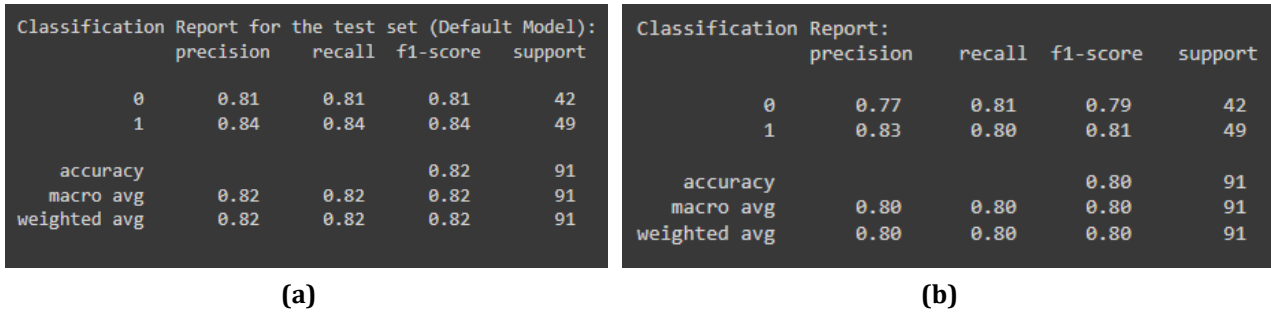 Classification Report for the test set (Default Model):
precision recall f1-score support
0 0.81 0.81 0.81 42
1 0.84 0.84 0.84 49
accuracy 0.82 91
macro avg 0.82 0.82 0.82 91
weighted avg 0.82 0.82 0.82 91
(a)
Classification Report:
precision recall f1-score support
0 0.77 0.81 0.79 42
1 0.83 0.80 0.81 49
accuracy 0.80 91
macro avg 0.80 0.80 0.80 91
weighted avg 0.80 0.80 0.80 91
(b)